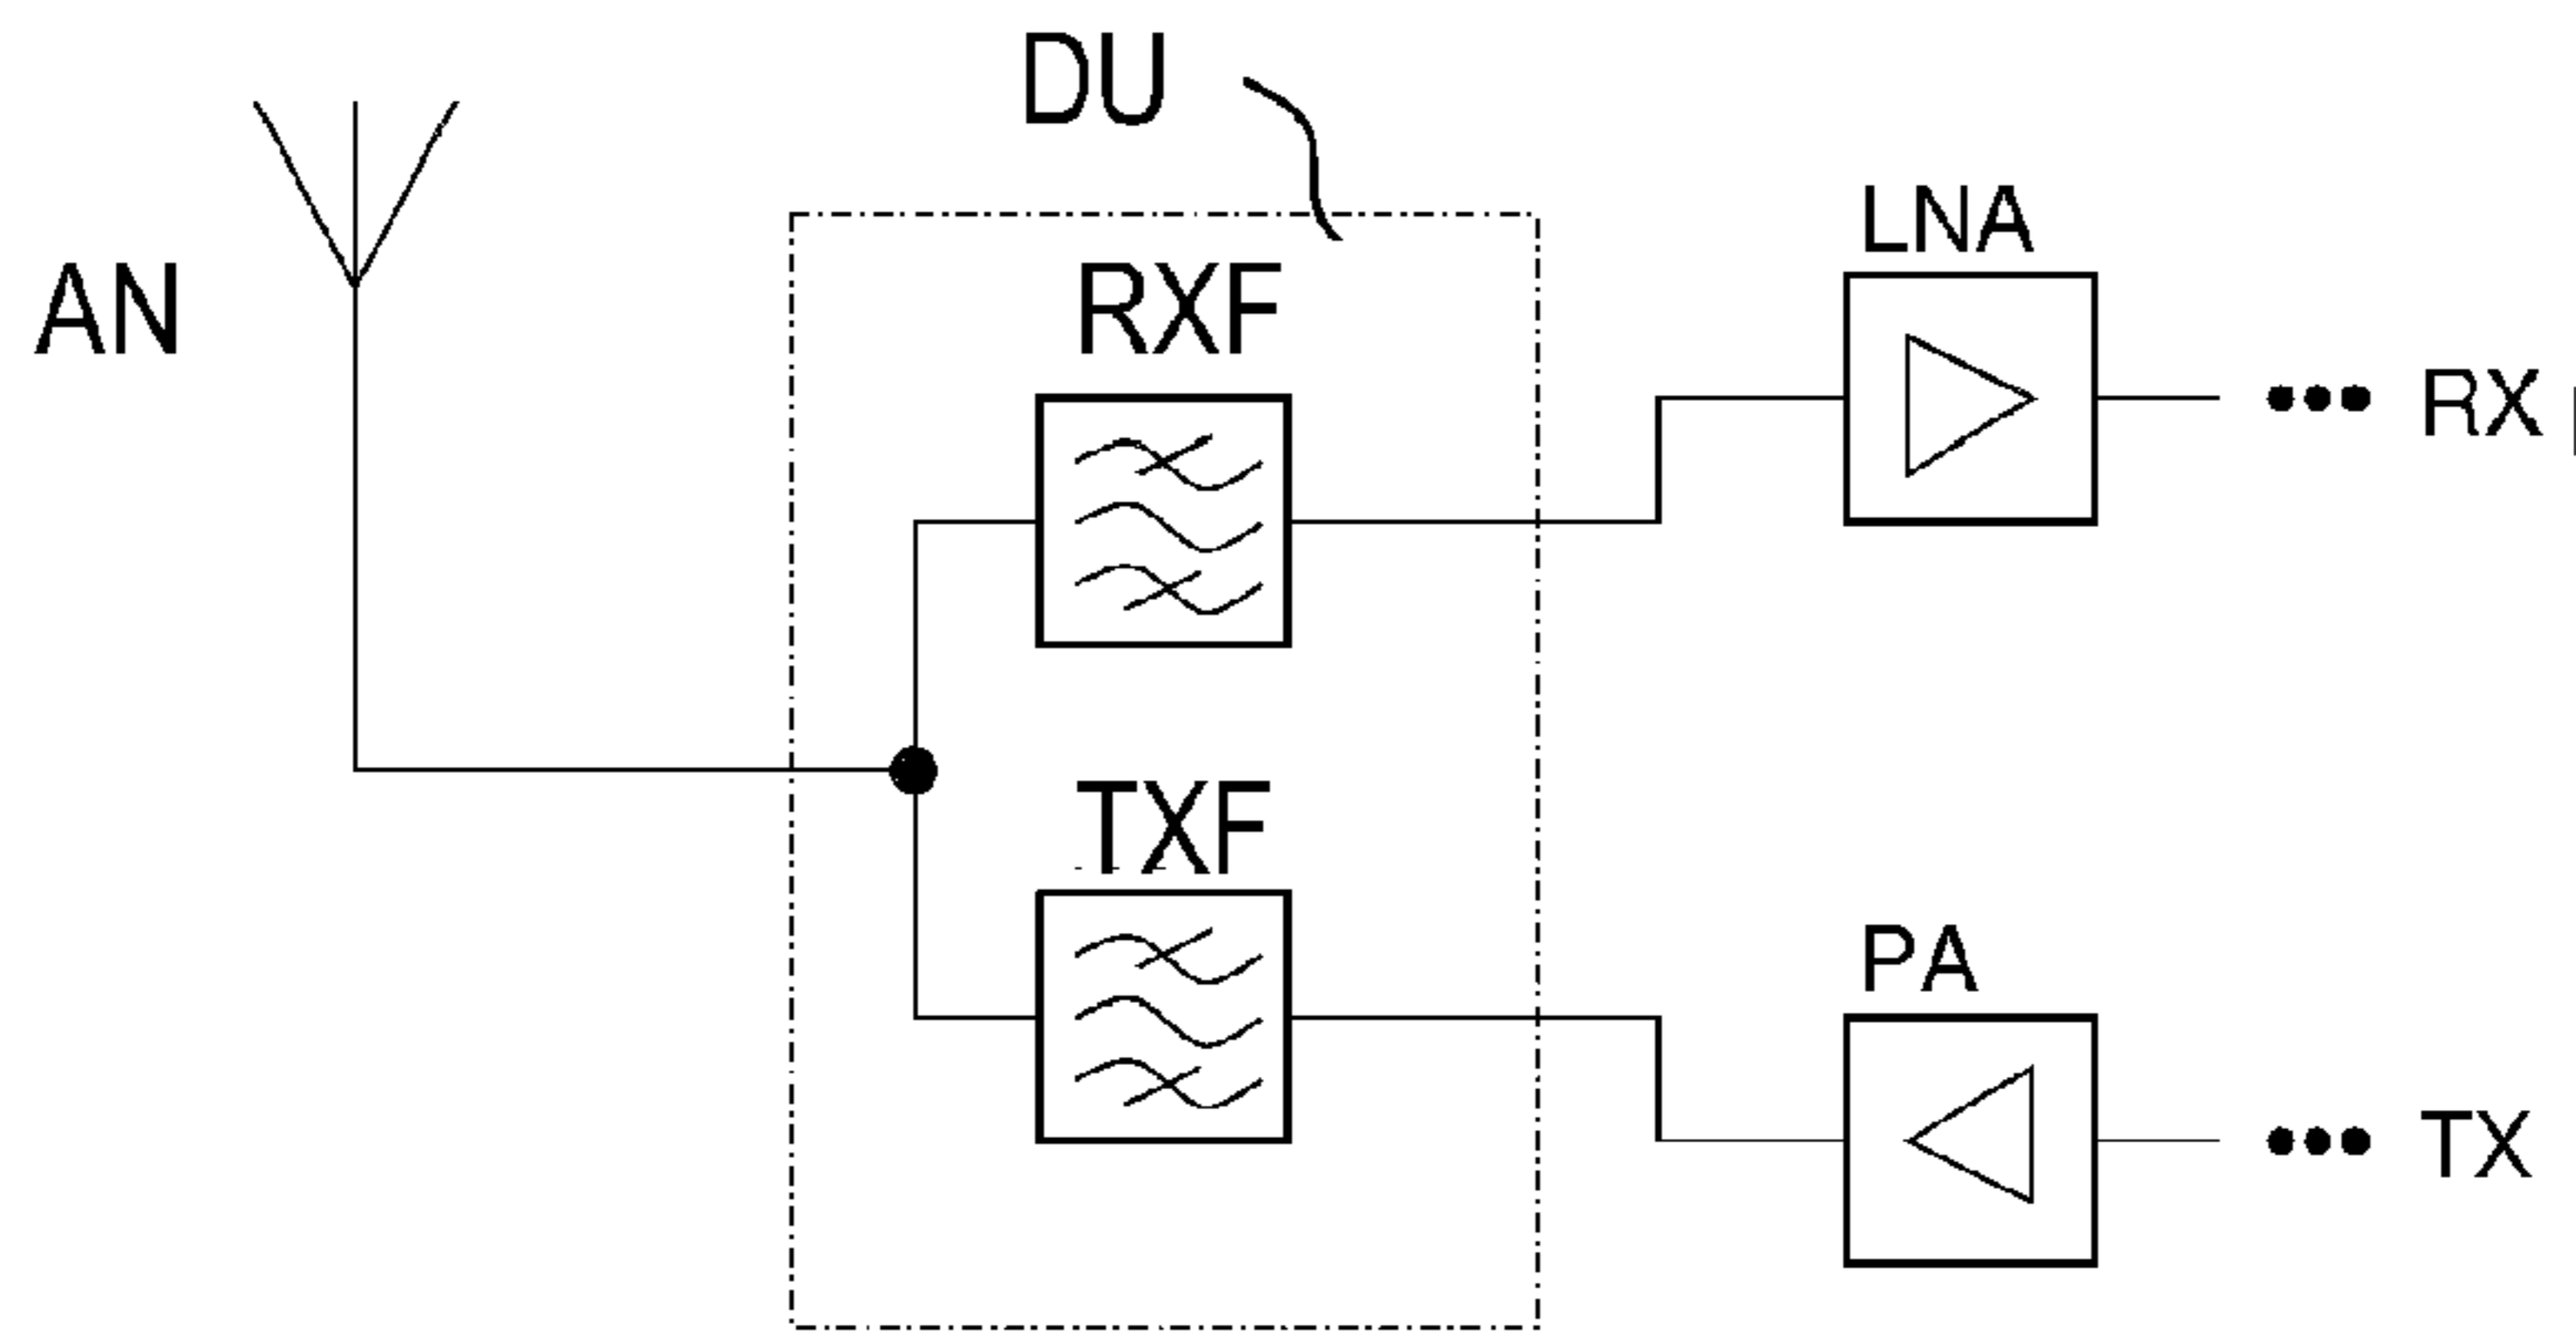 DU
AN
RXF
LNA
••• RX
TXF
PA
••• TX